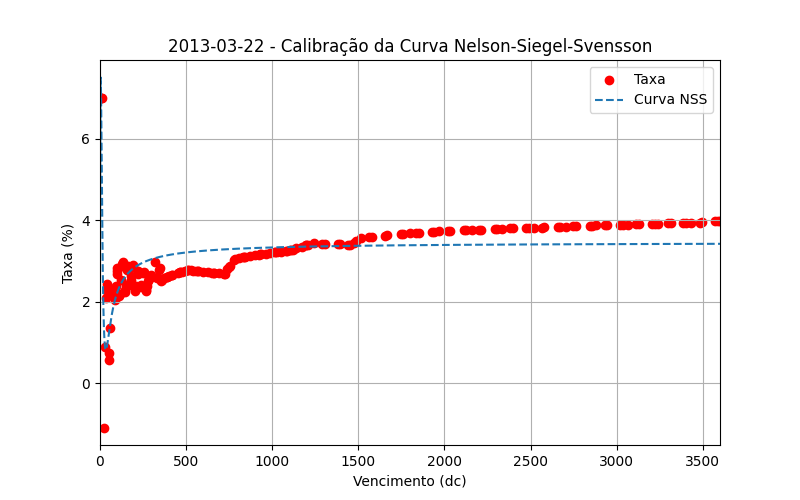 2013-03-22 - Calibração da Curva Nelson-Siegel-Svensson
Taxa
Curva NSS
Taxa (%)
6
4
2
0
0 500 1000 1500 2000 2500 3000 3500
Vencimento (dc)